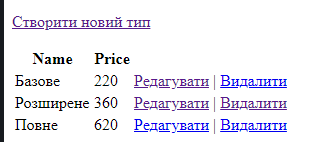 Створити новий тип
Name Price
Базове 220 Редагувати | Видалити
Розширене 360 Редагувати | Видалити
Повне 620 Редагувати | Видалити